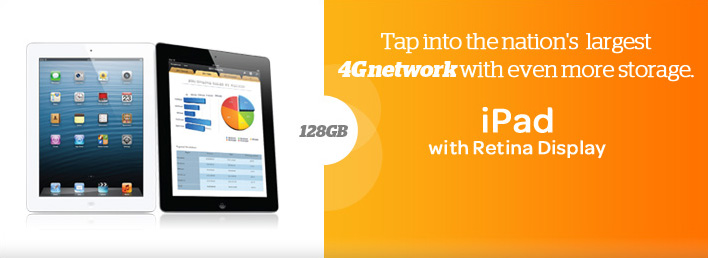 128GB
Tap into the nation's largest
4G network with even more storage.
iPad
with Retina Display